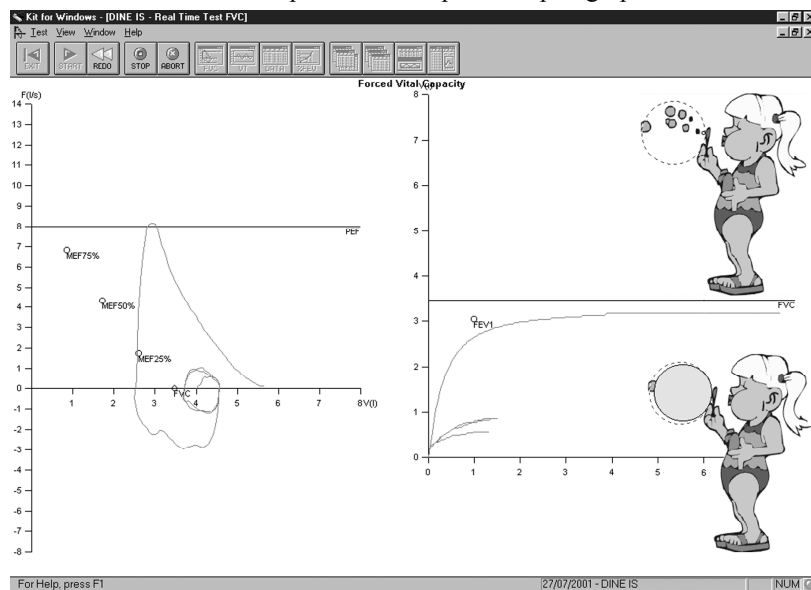 Kit for Windows - [DINE IS - Real Time Test FVC]
Test View Window Help
EXIT START REDO STOP ABORT FVC VT DATA %FEV
Forced Vital Capacity
F(l/s)
14
13
12
11
10
9
8
7
6
5
4
3
2
1
0
-1
-2
-3
-4
-5
-6
-7
-8
PEF
MEF75%
MEF50%
MEF25%
FVC
1 2 3 4 5 6 7 8V(l)
8
7
6
5
4
3
2
1
0
FVC
FEV1
0 1 2 3 4 5 6
For Help, press F1
27/07/2001 - DINE IS
NUM